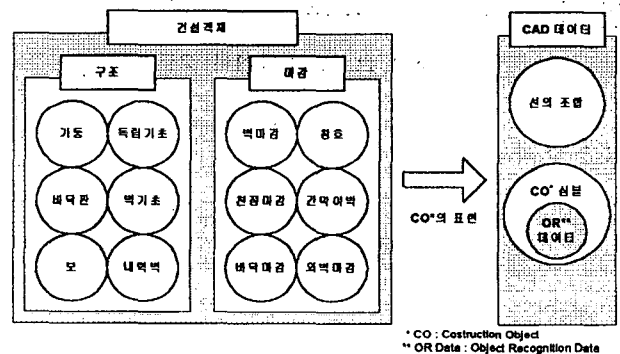 건설객체
CAD 데이터
구조
마감
선의 조합
기둥
독립기초
벽마감
창호
바닥판
벽기초
천정마감
간막이벽
CO*의 표현
CO* 심볼
OR**
데이터
보
내력벽
바닥마감
외벽마감
* CO : Costruction Object
** OR Data : Object Recognition Data